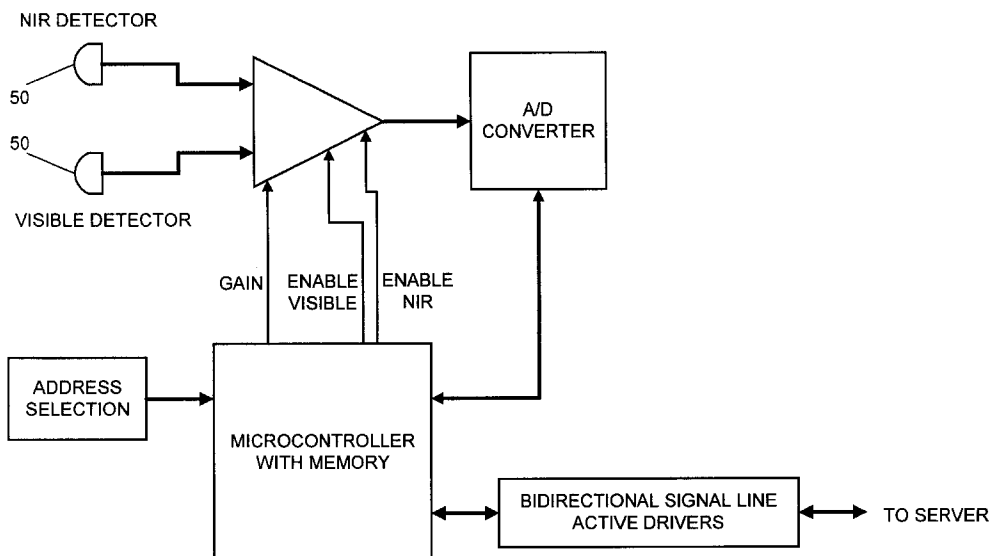 NIR DETECTOR
50
50
VISIBLE DETECTOR
A/D
CONVERTER
GAIN
ENABLE
VISIBLE
ENABLE
NIR
ADDRESS
SELECTION
MICROCONTROLLER
WITH MEMORY
BIDIRECTIONAL SIGNAL LINE
ACTIVE DRIVERS
TO SERVER